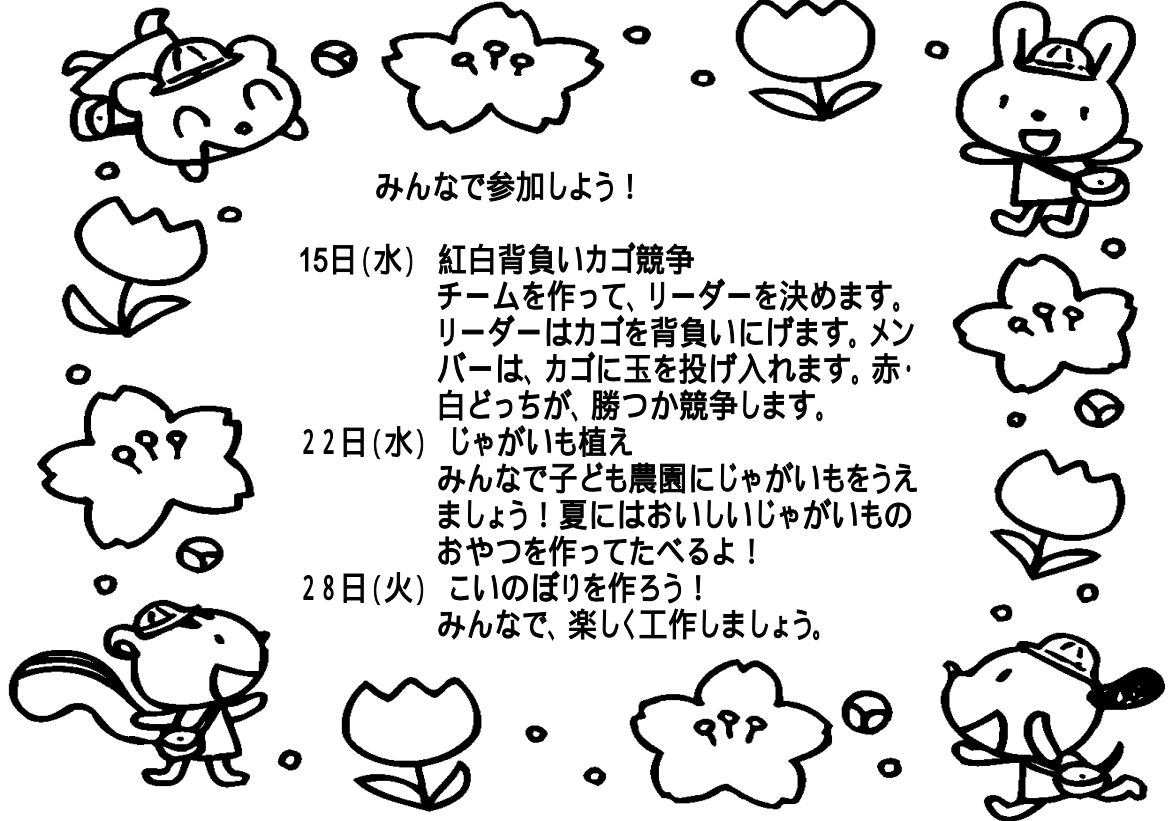 みんなで参加しよう!
15日(水) 紅白背負いカゴ競争
チームを作って、リーダーを決めます。
リーダーはカゴを背負いにげます。メン
バーは、カゴに玉を投げ入れます。赤・
白どっちが、勝つか競争します。
22日(水) じゃがいも植え
みんなで子ども農園にじゃがいもをうえ
ましょう!夏にはおいしいじゃがいもの
おやつを作ってたべるよ!
28日(火) こいのぼりを作ろう!
みんなで、楽しく工作しましょう。